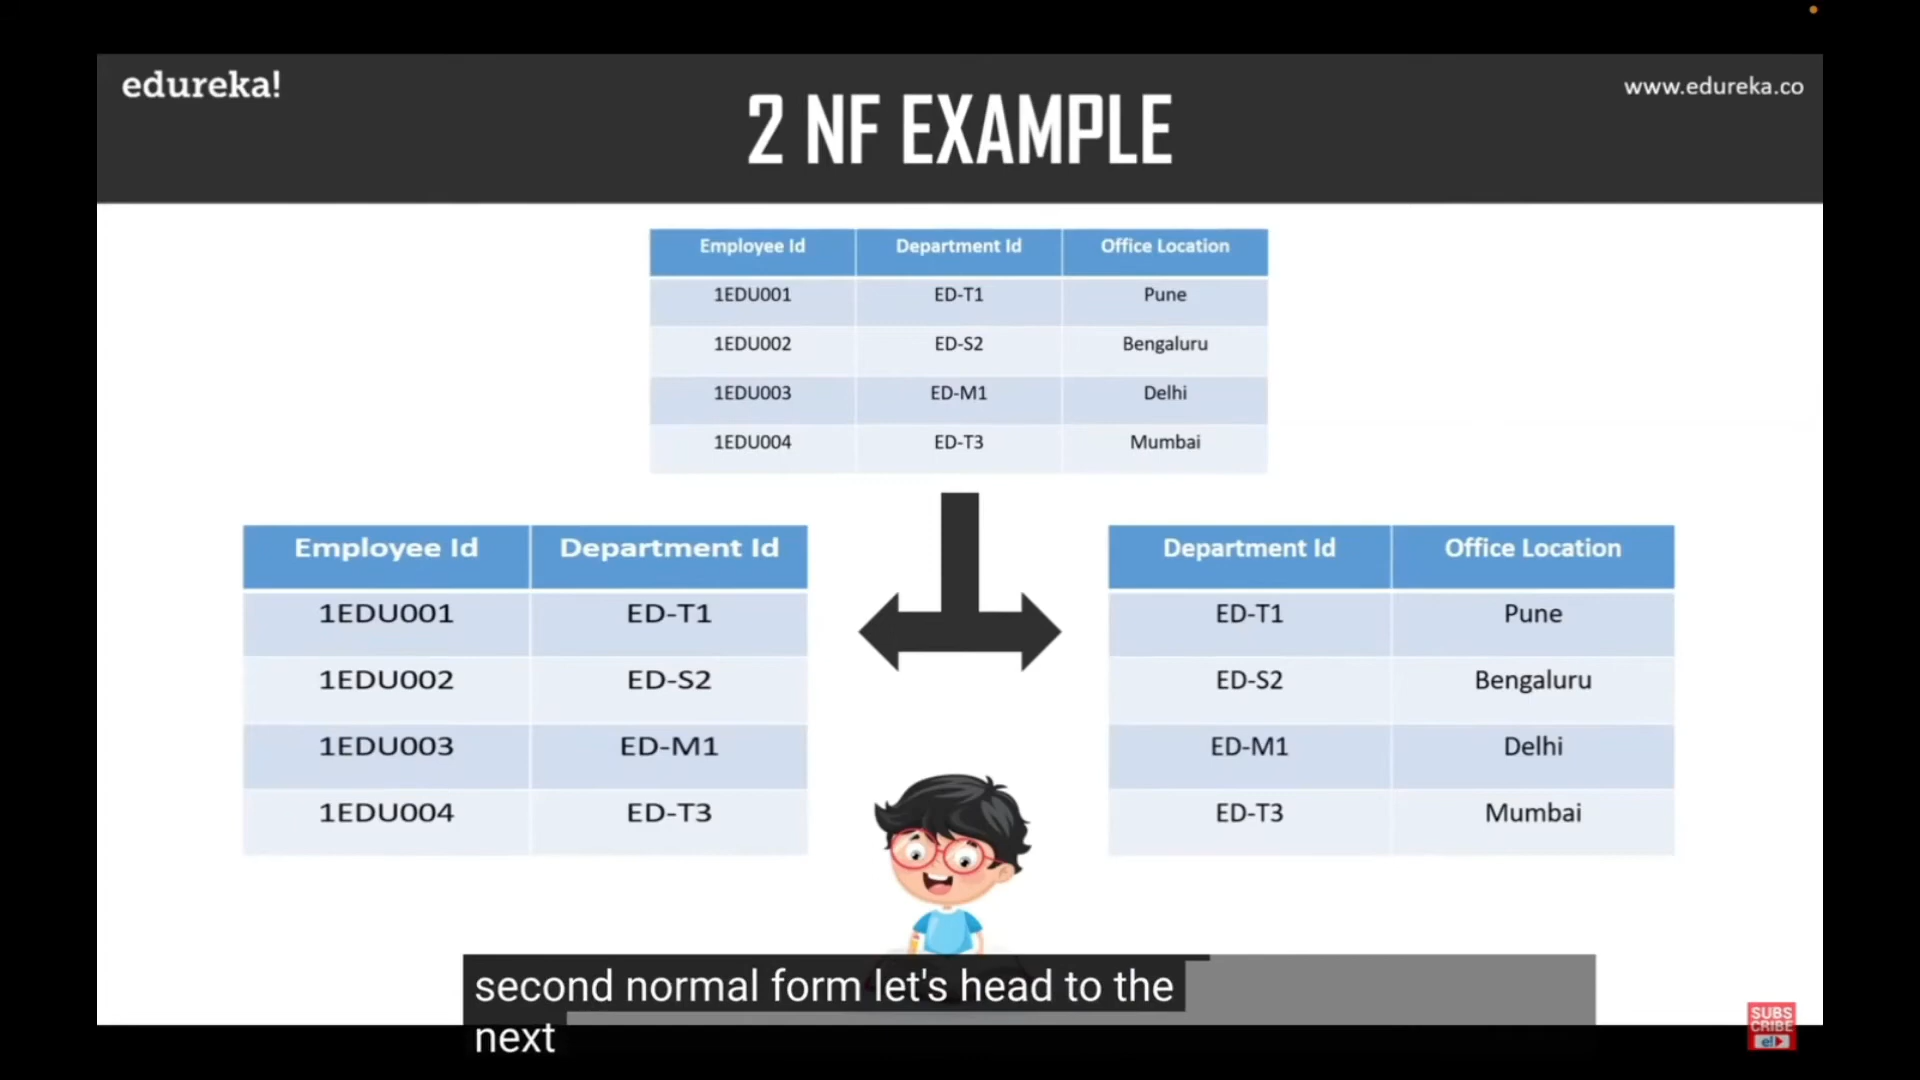 edureka!
www.edureka.co
2 NF EXAMPLE
Employee Id Department Id Office Location
1EDU001 ED-T1 Pune
1EDU002 ED-S2 Bengaluru
1EDU003 ED-M1 Delhi
1EDU004 ED-T3 Mumbai
Employee Id Department Id
1EDU001 ED-T1
1EDU002 ED-S2
1EDU003 ED-M1
1EDU004 ED-T3
Department Id Office Location
ED-T1 Pune
ED-S2 Bengaluru
ED-M1 Delhi
ED-T3 Mumbai
second normal form let's head to the
next
SUBS
CRIBE
e!